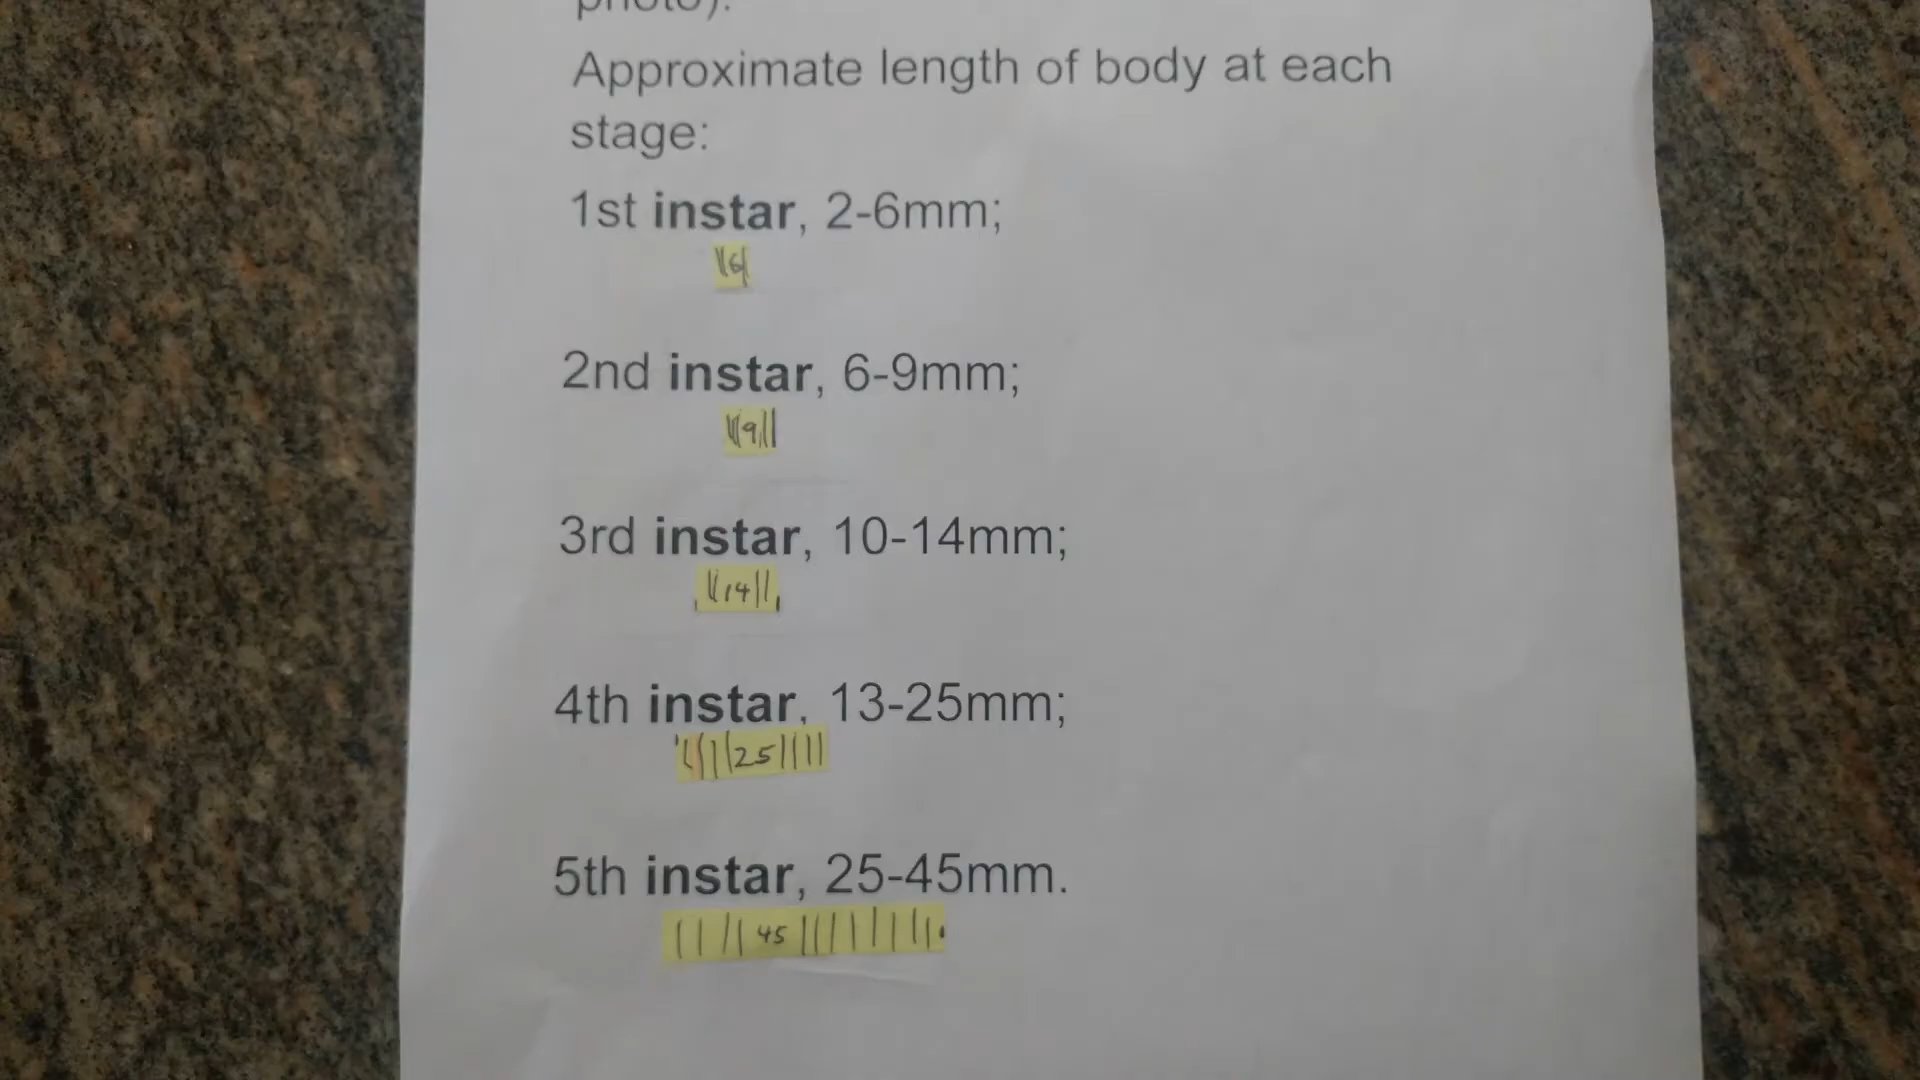 photo).
Approximate length of body at each
stage:
1st instar, 2-6mm;
6
2nd instar, 6-9mm;
9
3rd instar, 10-14mm;
14
4th instar, 13-25mm;
25
5th instar, 25-45mm.
45